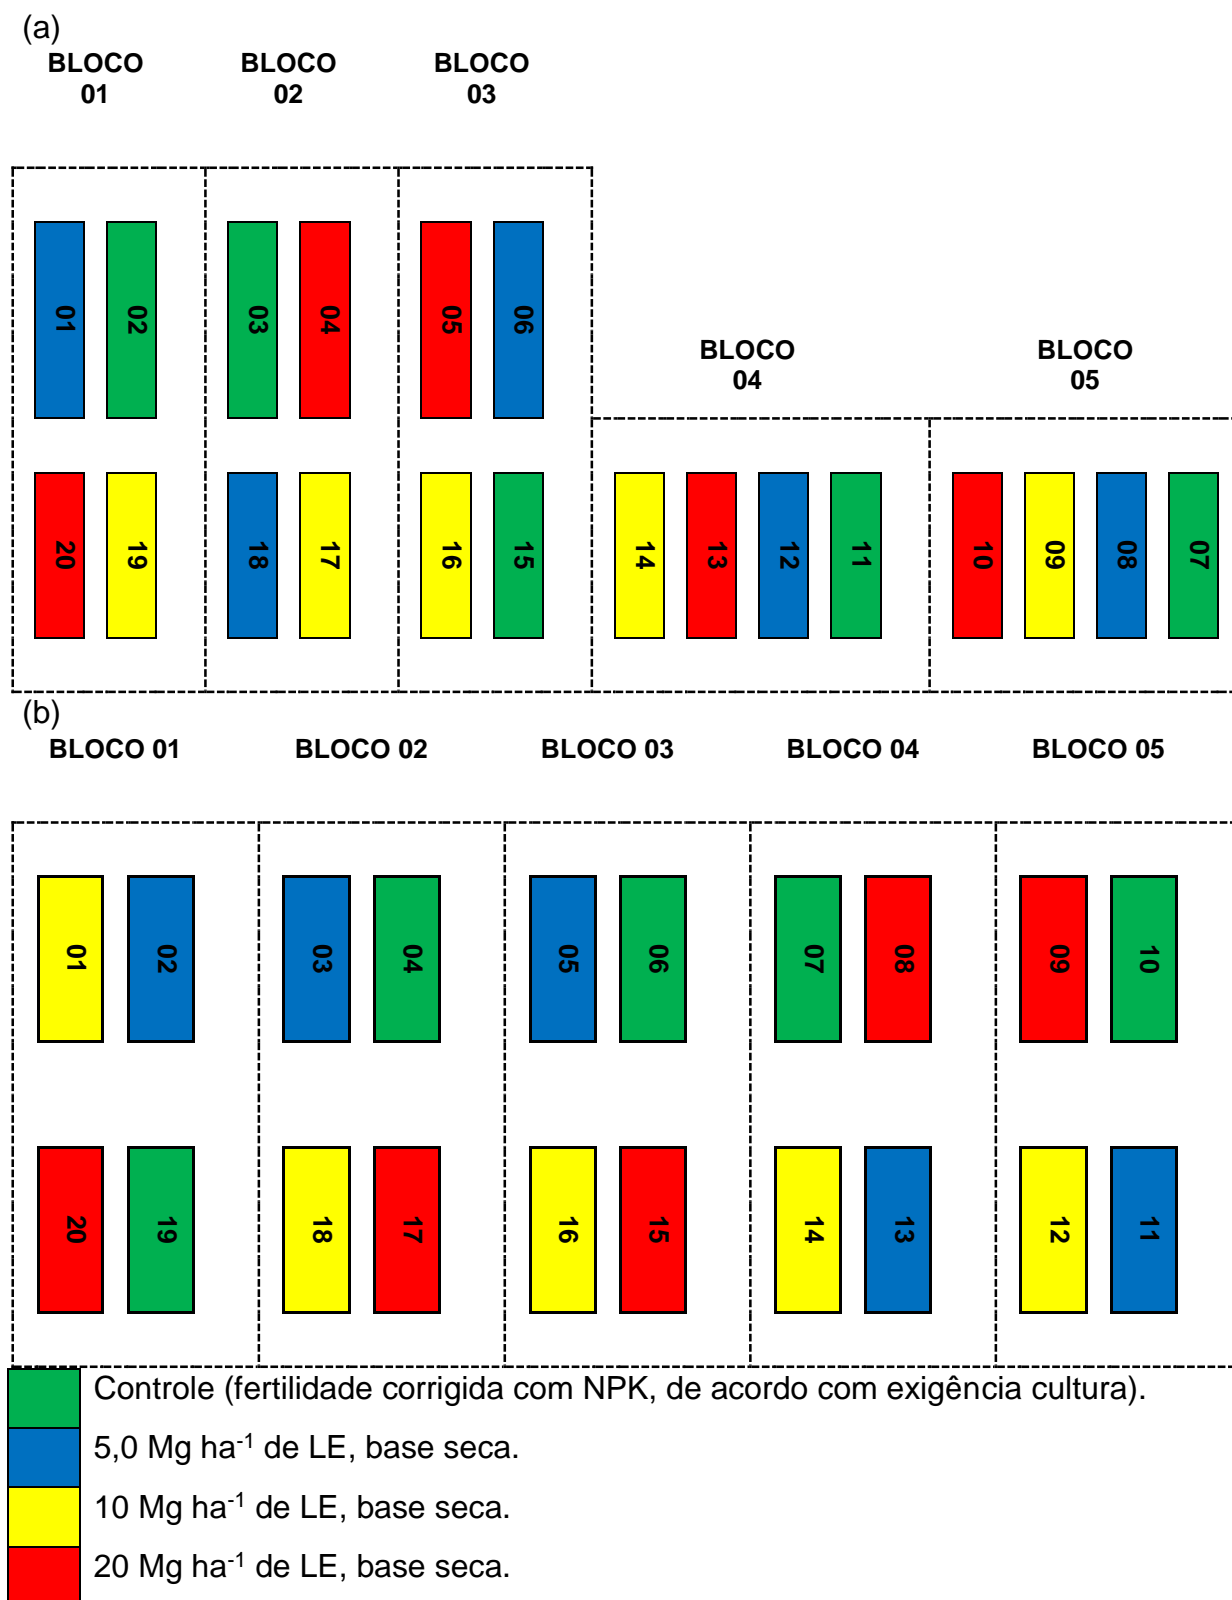 (a)
BLOCO 01
BLOCO 02
BLOCO 03
01 02 03 04 05 06
BLOCO 04
BLOCO 05
20 19 18 17 16 15 14 13 12 11 10 09 08 07
(b)
BLOCO 01 BLOCO 02 BLOCO 03 BLOCO 04 BLOCO 05
01 02 03 04 05 06 07 08 09 10
20 19 18 17 16 15 14 13 12 11
Controle (fertilidade corrigida com NPK, de acordo com exigência cultura).
5,0 Mg ha⁻¹ de LE, base seca.
10 Mg ha⁻¹ de LE, base seca.
20 Mg ha⁻¹ de LE, base seca.